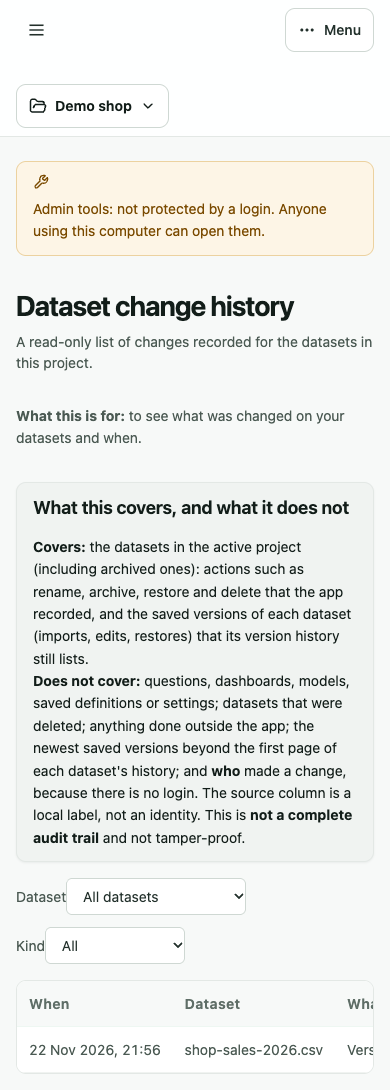 Menu
Demo shop
Admin tools: not protected by a login. Anyone
using this computer can open them.
Dataset change history
A read-only list of changes recorded for the datasets in
this project.
What this is for: to see what was changed on your
datasets and when.
What this covers, and what it does not
Covers: the datasets in the active project
(including archived ones): actions such as
rename, archive, restore and delete that the app
recorded, and the saved versions of each dataset
(imports, edits, restores) that its version history
still lists.
Does not cover: questions, dashboards, models,
saved definitions or settings; datasets that were
deleted; anything done outside the app; the
newest saved versions beyond the first page of
each dataset's history; and who made a change,
because there is no login. The source column is a
local label, not an identity. This is not a complete
audit trail and not tamper-proof.
Dataset All datasets
Kind All
When Dataset
22 Nov 2026, 21:56 shop-sales-2026.csv